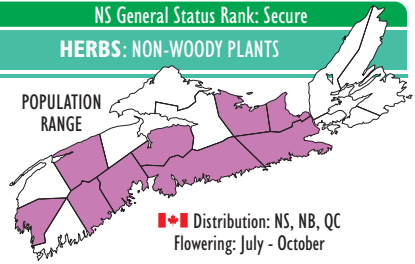 NS General Status Rank: Secure
HERBS: NON-WOODY PLANTS
POPULATION
RANGE
Distribution: NS, NB, QC
Flowering: July - October